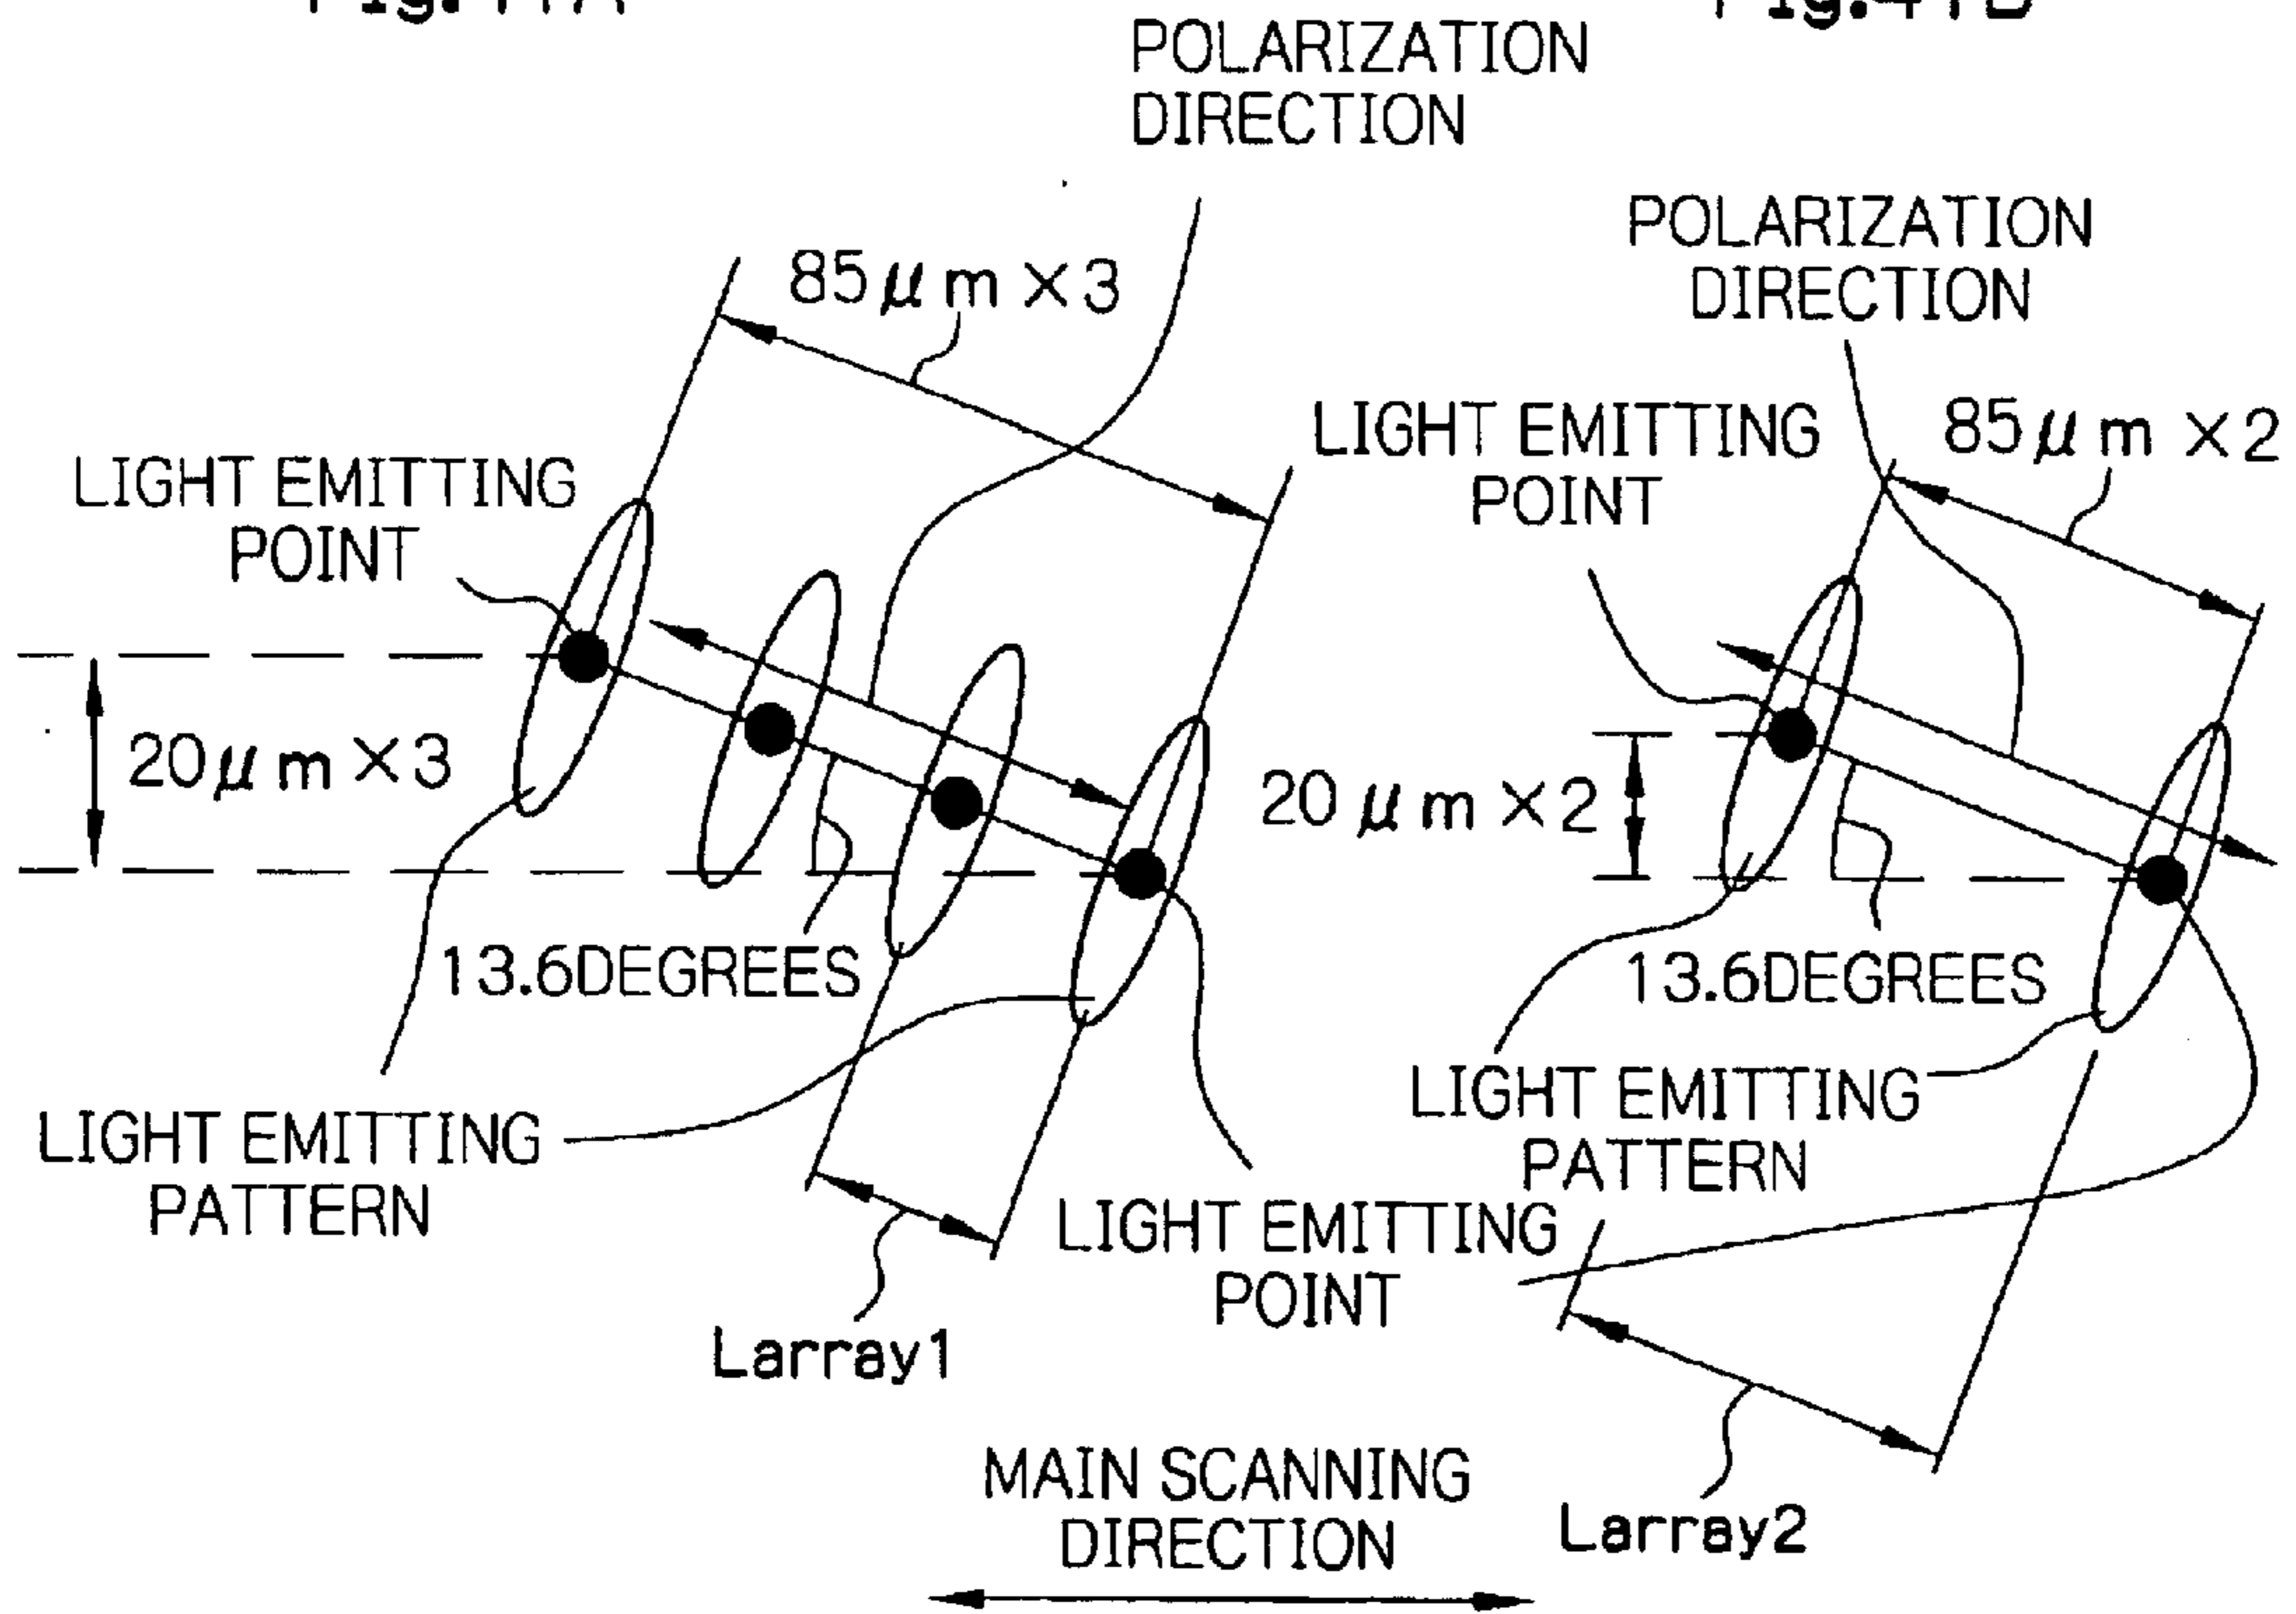 POLARIZATION
DIRECTION
POLARIZATION
DIRECTION
85μm×3
LIGHT EMITTING
POINT
85μm×2
LIGHT EMITTING
POINT
20μm×3
20μm×2
13.6DEGREES
13.6DEGREES
LIGHT EMITTING
PATTERN
LIGHT EMITTING
PATTERN
LIGHT EMITTING
POINT
Larray1
MAIN SCANNING
DIRECTION
Larray2